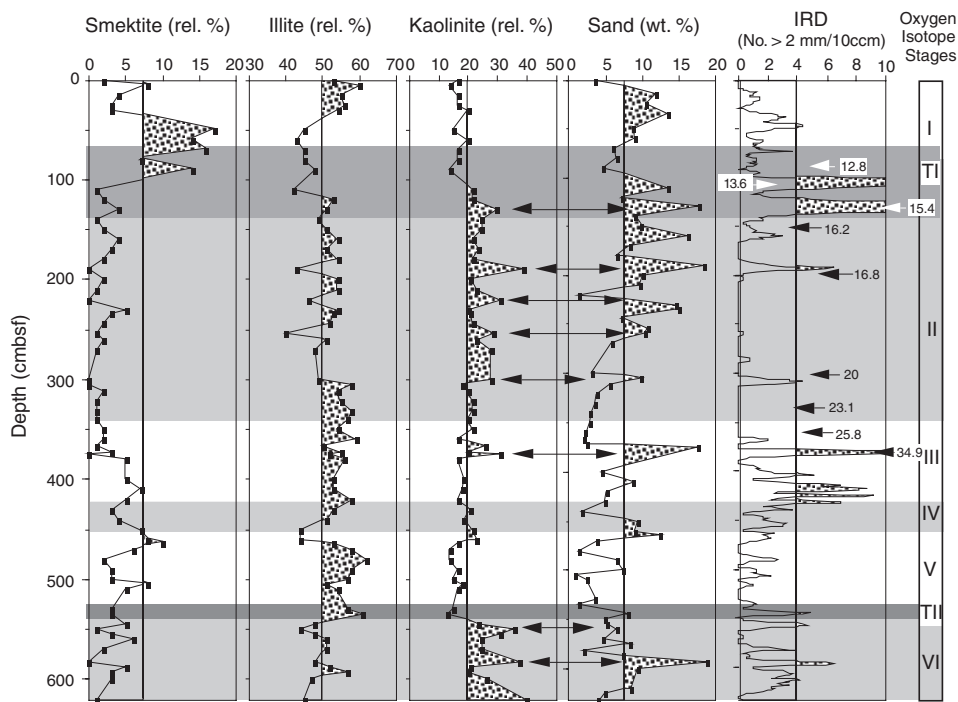 Smektite (rel. %)
Illite (rel. %)
Kaolinite (rel. %)
Sand (wt. %)
IRD
(No. > 2 mm/10ccm)
Oxygen
Isotope
Stages
0 5 10 15 20 30 40 50 60 70 0 10 20 30 40 50 0 5 10 15 20 0 2 4 6 8 10
Depth (cmbsf)
0
100
200
300
400
500
600
12.8
13.6
15.4
16.2
16.8
20
23.1
25.8
34.9
I
TI
II
III
IV
V
TII
VI